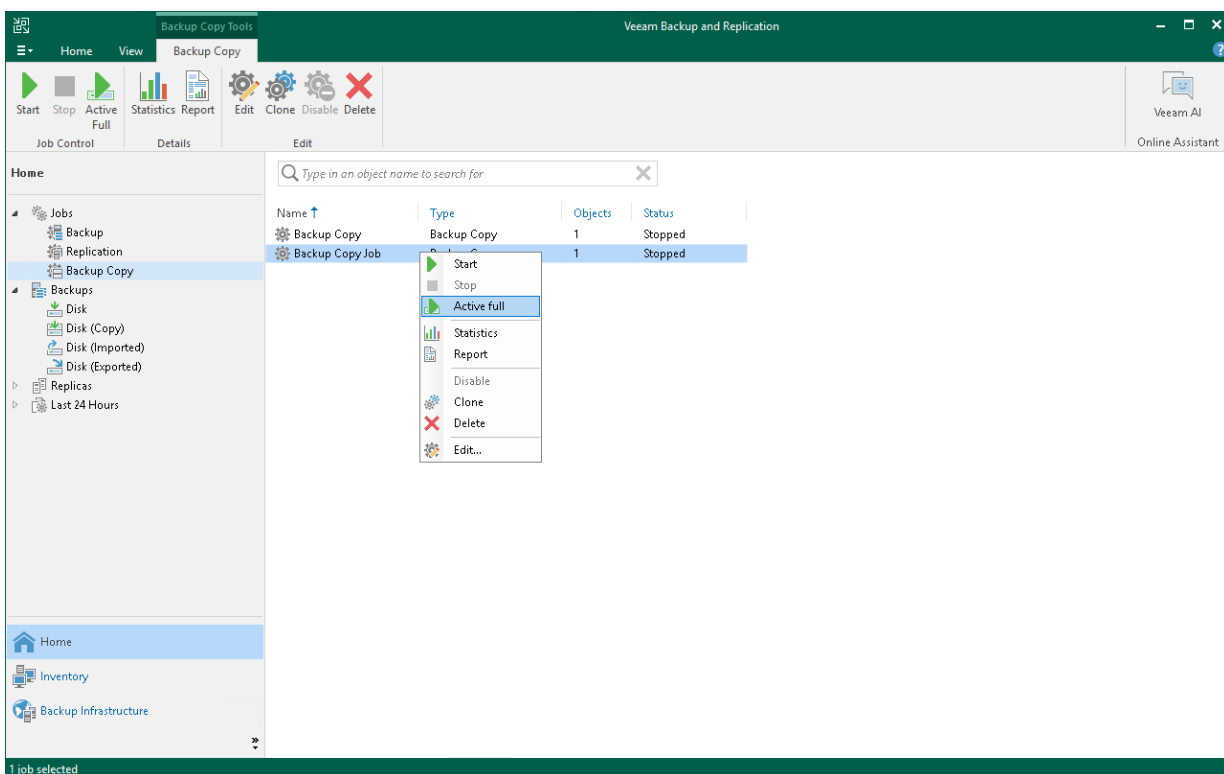 Backup Copy Tools
Veeam Backup and Replication
Home View Backup Copy
?
Start Stop Active Full Statistics Report Edit Clone Disable Delete
Veeam AI
Job Control Details Edit Online Assistant
Home
Type in an object name to search for
Jobs
Backup
Replication
Backup Copy
Backups
Disk
Disk (Copy)
Disk (Imported)
Disk (Exported)
Replicas
Last 24 Hours
Name Type Objects Status
Backup Copy Backup Copy 1 Stopped
Backup Copy Job 1 Stopped
Start
Stop
Active full
Statistics
Report
Disable
Clone
Delete
Edit...
Home
Inventory
Backup Infrastructure
1 job selected